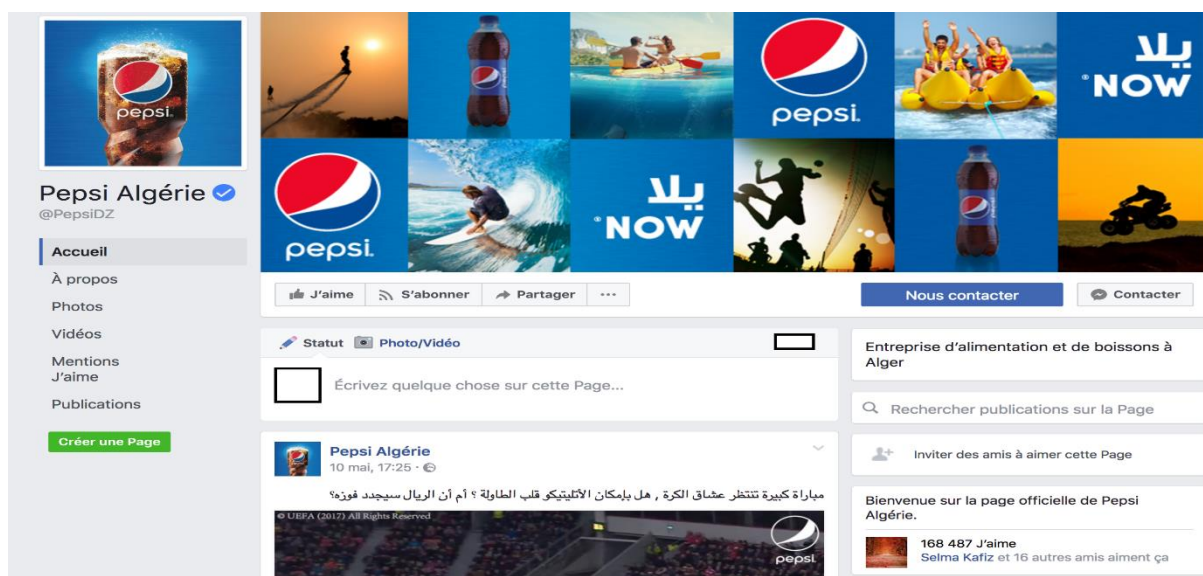 pepsi.
يلا
NOW
pepsi.
pepsi.
يلا
NOW
Pepsi Algérie
@PepsiDZ
Accueil
À propos
Photos
Vidéos
Mentions
J'aime
Publications
Créer une Page
J'aime
S'abonner
Partager
...
Nous contacter
Contacter
Statut
Photo/Vidéo
Écrivez quelque chose sur cette Page...
Pepsi Algérie
10 mai, 17:25 ·
مباراة كبيرة تنتظر عشاق الكرة , هل بإمكان الأتليتيكو قلب الطاولة ؟ أم أن الريال سيجدد فوزه؟
© UEFA (2017) All Rights Reserved
pepsi.
Entreprise d'alimentation et de boissons à
Alger
Rechercher publications sur la Page
Inviter des amis à aimer cette Page
Bienvenue sur la page officielle de Pepsi
Algérie.
168 487 J'aime
Selma Kafiz et 16 autres amis aiment ça